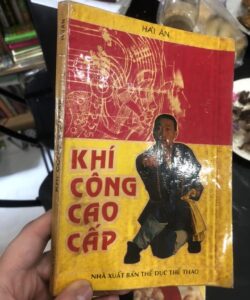 HẢI ÂN
KHÍ
CÔNG
CAO
CẤP
NHÀ XUẤT BẢN THỂ DỤC THỂ THAO